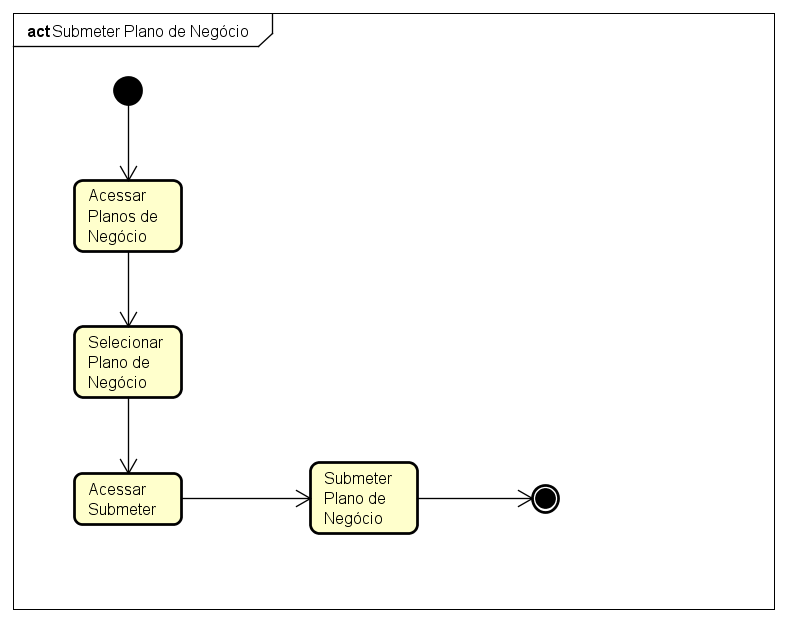 act Submeter Plano de Negócio
Acessar
Planos de
Negócio
Selecionar
Plano de
Negócio
Acessar
Submeter
Submeter
Plano de
Negócio